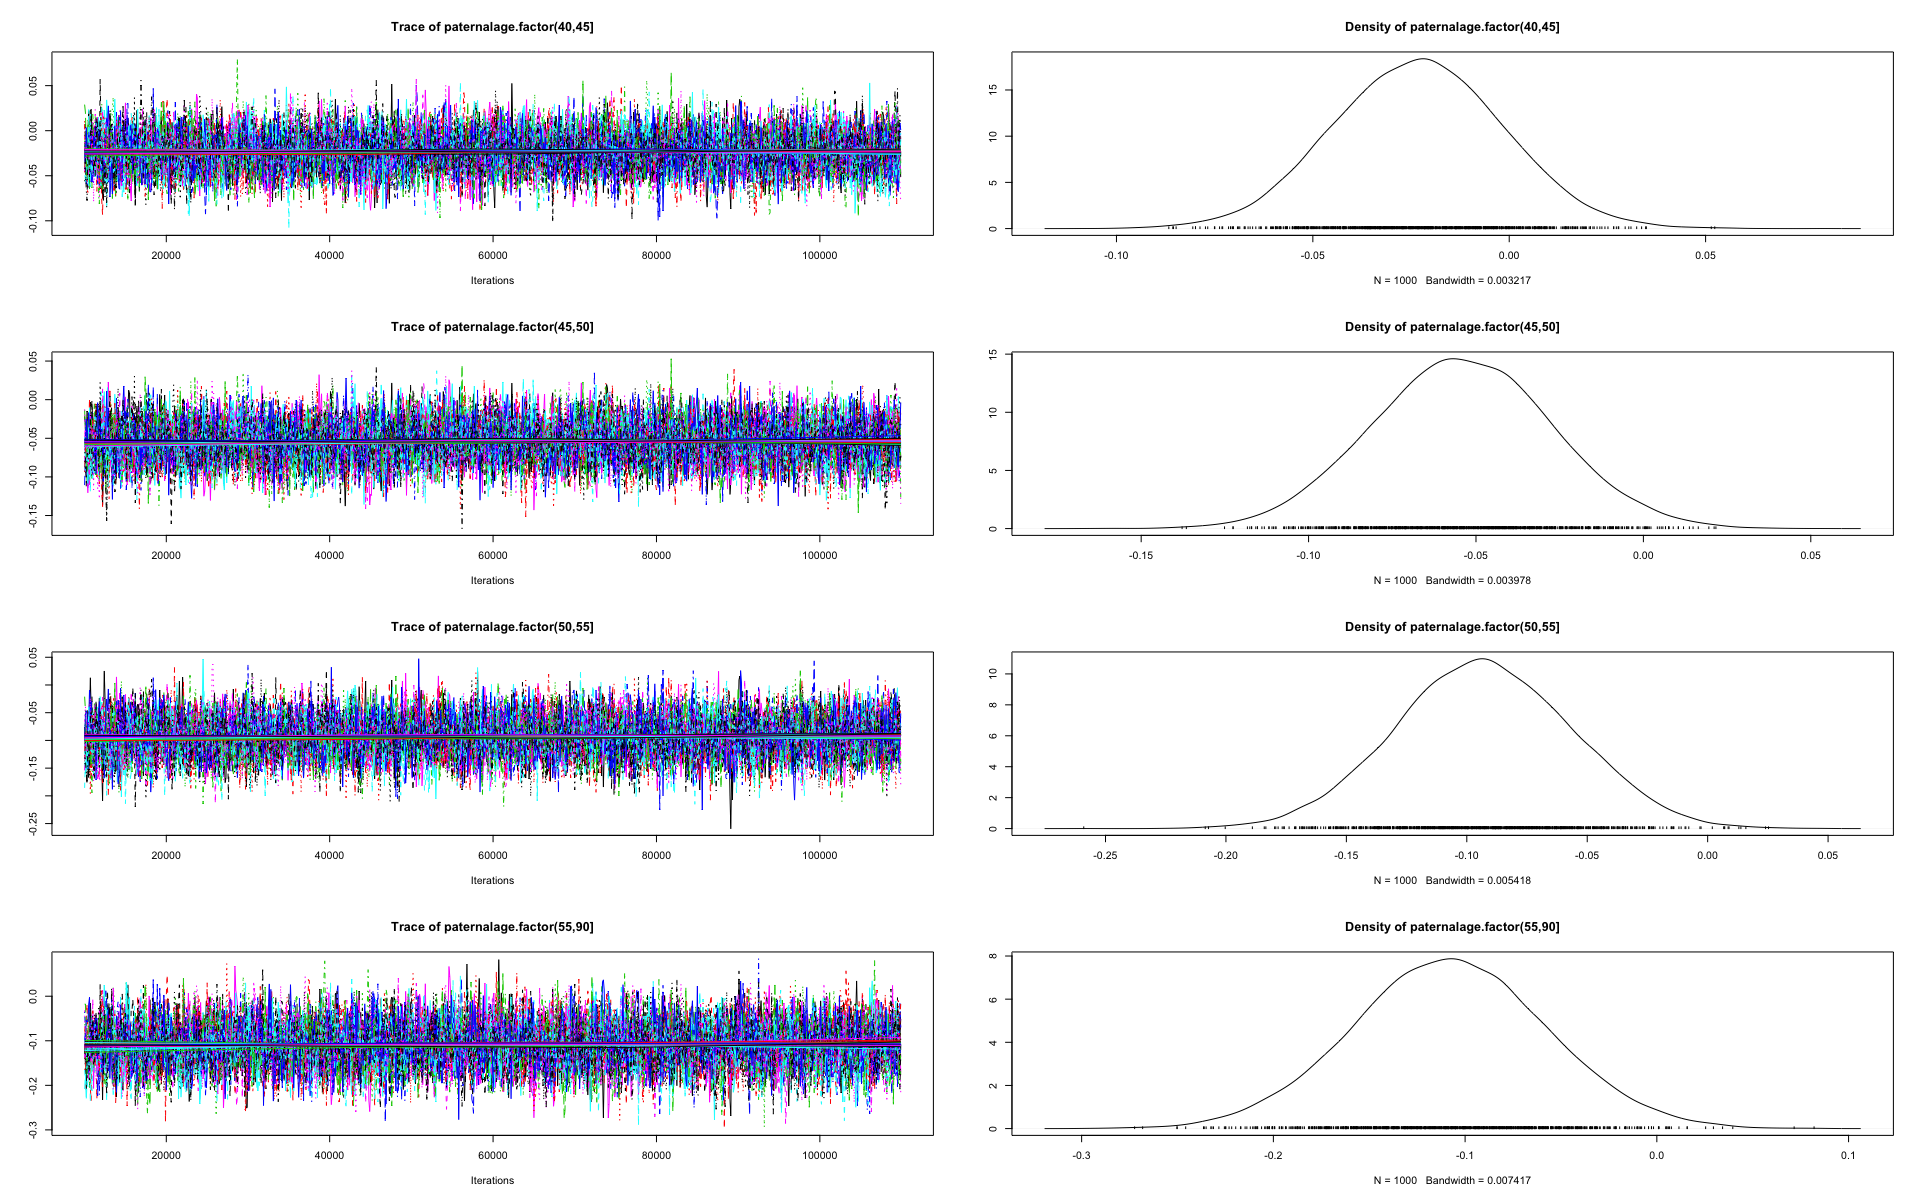 Trace of paternalage.factor(40,45]
0.05
0.00
-0.05
-0.10
20000 40000 60000 80000 100000
Iterations
Density of paternalage.factor(40,45]
15
10
5
0
-0.10 -0.05 0.00 0.05
N = 1000 Bandwidth = 0.003217
Trace of paternalage.factor(45,50]
0.05
0.00
-0.05
-0.10
-0.15
20000 40000 60000 80000 100000
Iterations
Density of paternalage.factor(45,50]
15
10
5
0
-0.15 -0.10 -0.05 0.00 0.05
N = 1000 Bandwidth = 0.003978
Trace of paternalage.factor(50,55]
0.05
-0.05
-0.15
-0.25
20000 40000 60000 80000 100000
Iterations
Density of paternalage.factor(50,55]
10
8
6
4
2
0
-0.25 -0.20 -0.15 -0.10 -0.05 0.00 0.05
N = 1000 Bandwidth = 0.005418
Trace of paternalage.factor(55,90]
0.0
-0.1
-0.2
-0.3
20000 40000 60000 80000 100000
Iterations
Density of paternalage.factor(55,90]
8
6
4
2
0
-0.3 -0.2 -0.1 0.0 0.1
N = 1000 Bandwidth = 0.007417